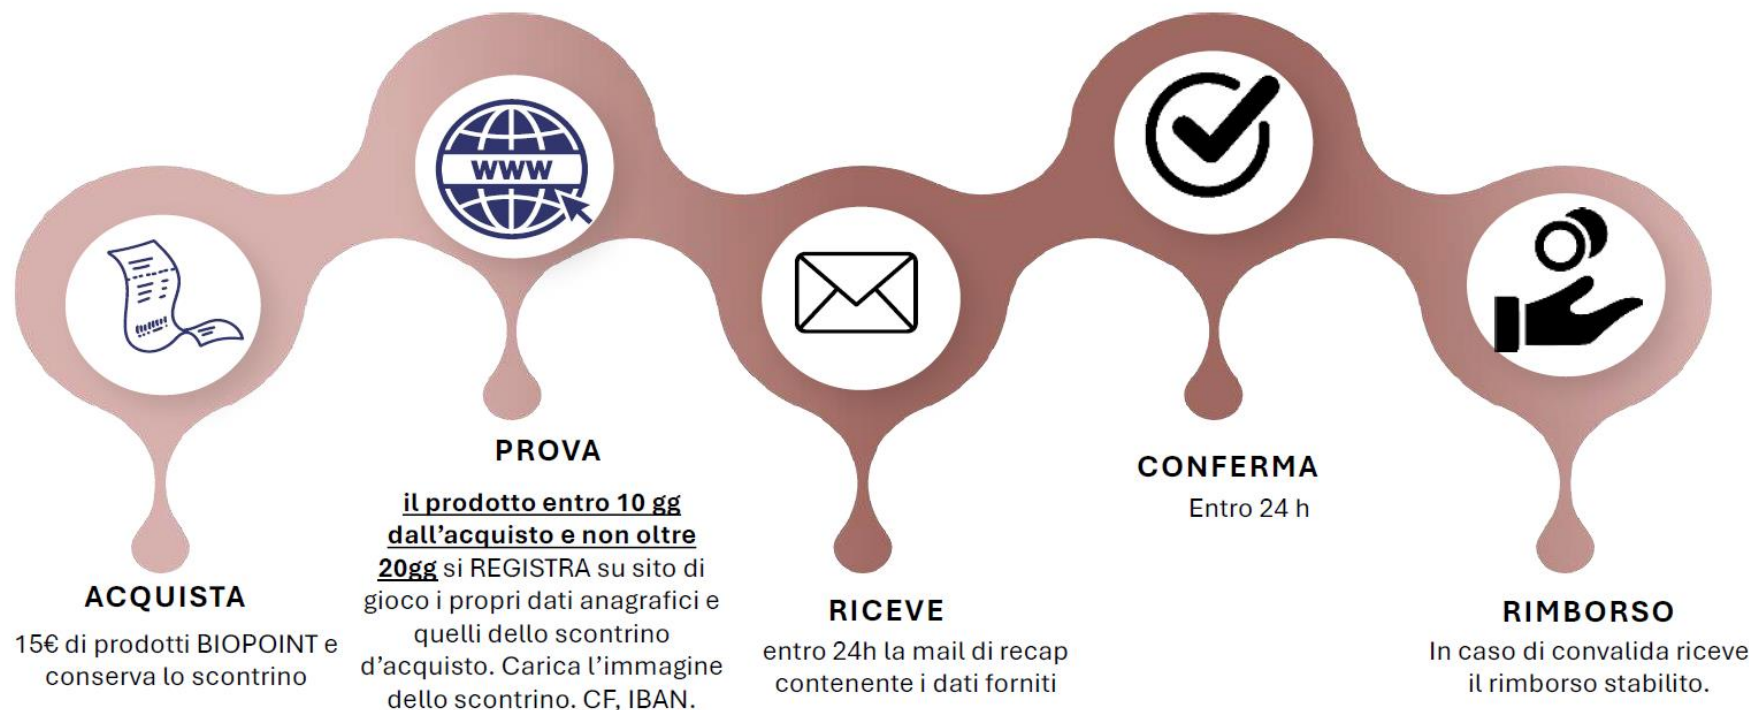 WWW
PROVA
il prodotto entro 10 gg
dall'acquisto e non oltre
20gg si REGISTRA su sito di
gioco i propri dati anagrafici e
quelli dello scontrino
d'acquisto. Carica l'immagine
dello scontrino. CF, IBAN.
CONFERMA
Entro 24 h
ACQUISTA
15€ di prodotti BIOPOINT e
conserva lo scontrino
RICEVE
entro 24h la mail di recap
contenente i dati forniti
RIMBORSO
In caso di convalida riceve
il rimborso stabilito.